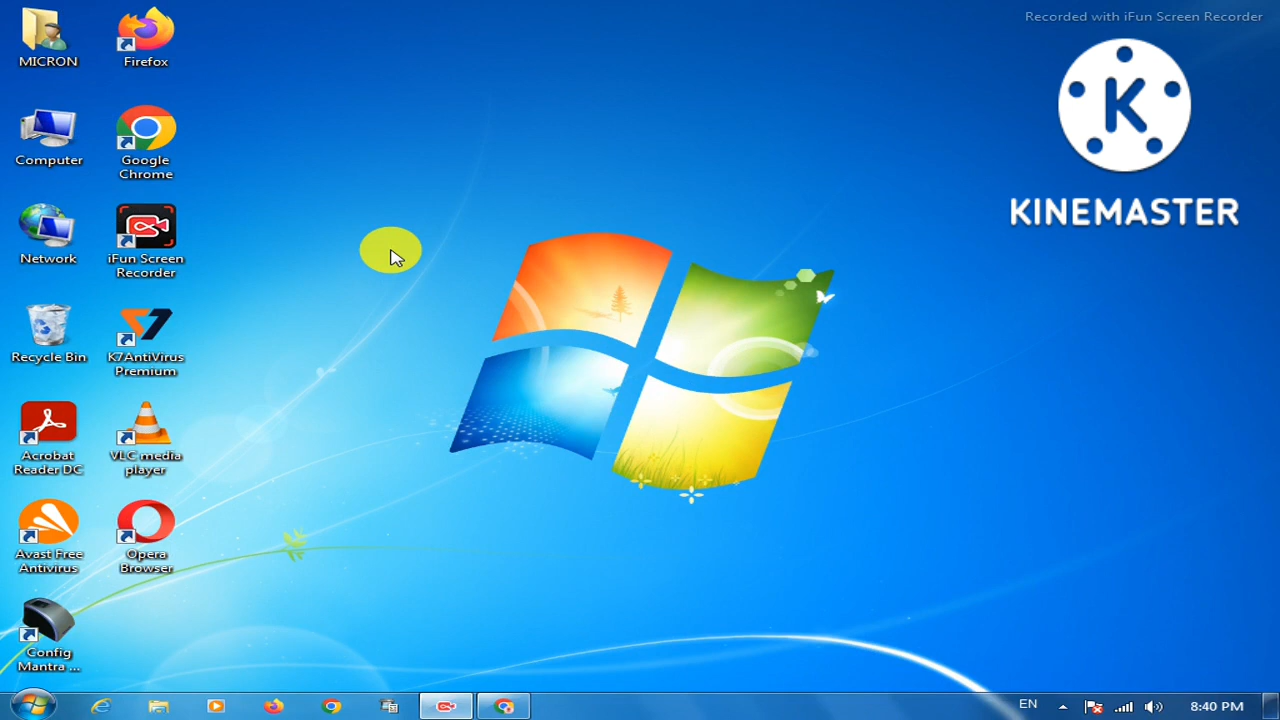 Recorded with iFun Screen Recorder
K
KINEMASTER
MICRON
Firefox
Computer
Google
Chrome
Network
iFun Screen
Recorder
Recycle Bin
K7AntiVirus
Premium
Acrobat
Reader DC
VLC media
player
Avast Free
Antivirus
Opera
Browser
Config
Mantra ...
EN
8:40 PM